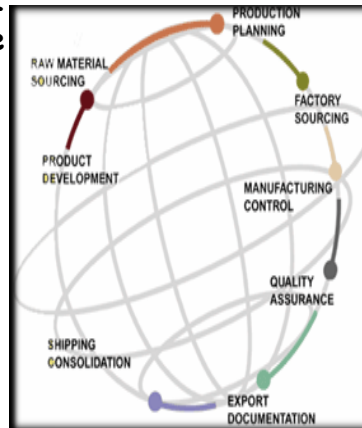 PRODUCTION
PLANNING
RAW MATERIAL
SOURCING
FACTORY
SOURCING
PRODUCT
DEVELOPMENT
MANUFACTURING
CONTROL
QUALITY
ASSURANCE
SHIPPING
CONSOLIDATION
EXPORT
DOCUMENTATION